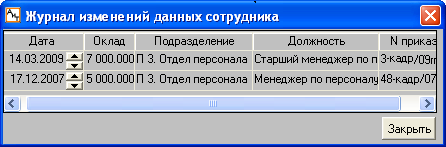 Журнал изменений данных сотрудника
Дата Оклад Подразделение Должность N приказ
14.03.2009 7 000.000 П 3. Отдел персонала Старший менеджер по п 3-кадр/09п
17.12.2007 5 000.000 П 3. Отдел персонала Менеджер по персоналу 48-кадр/07
Закрыть